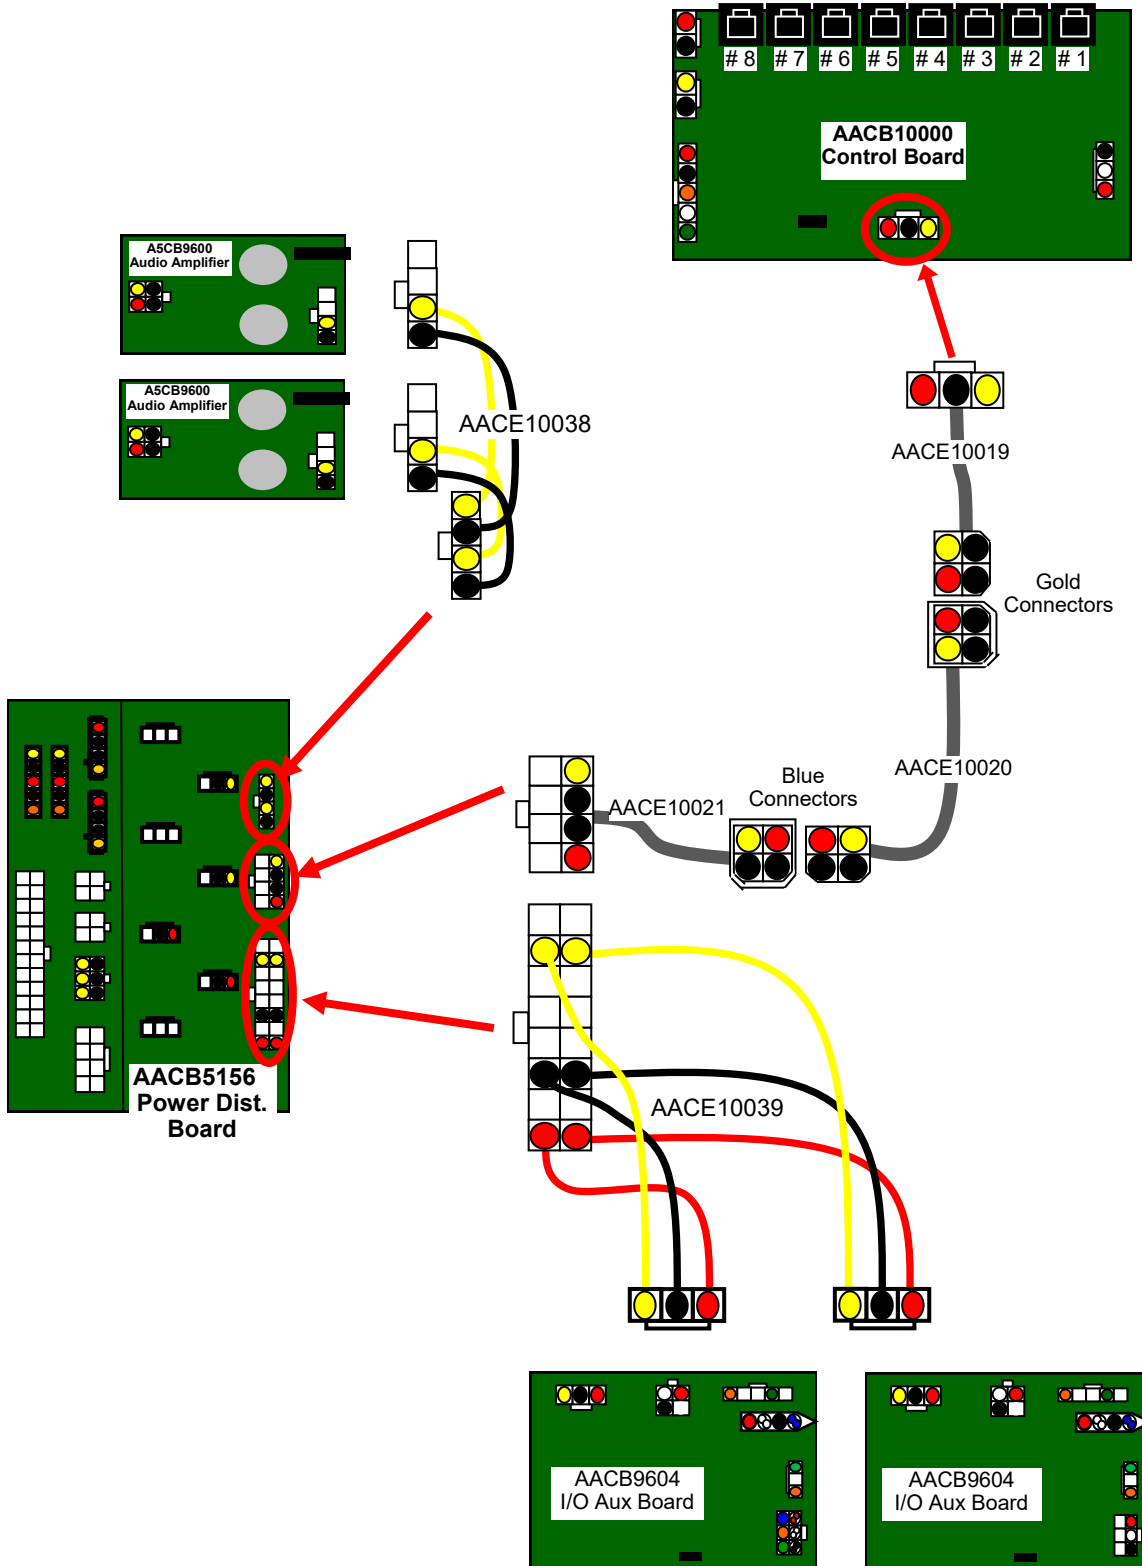 # 8
# 7
# 6
# 5
# 4
# 3
# 2
# 1
AACB10000
Control Board
A5CB9600
Audio Amplifier
A5CB9600
Audio Amplifier
AACE10038
AACE10019
Gold
Connectors
AACE10020
Blue
Connectors
AACE10021
AACB5156
Power Dist.
Board
AACE10039
AACB9604
I/O Aux Board
AACB9604
I/O Aux Board